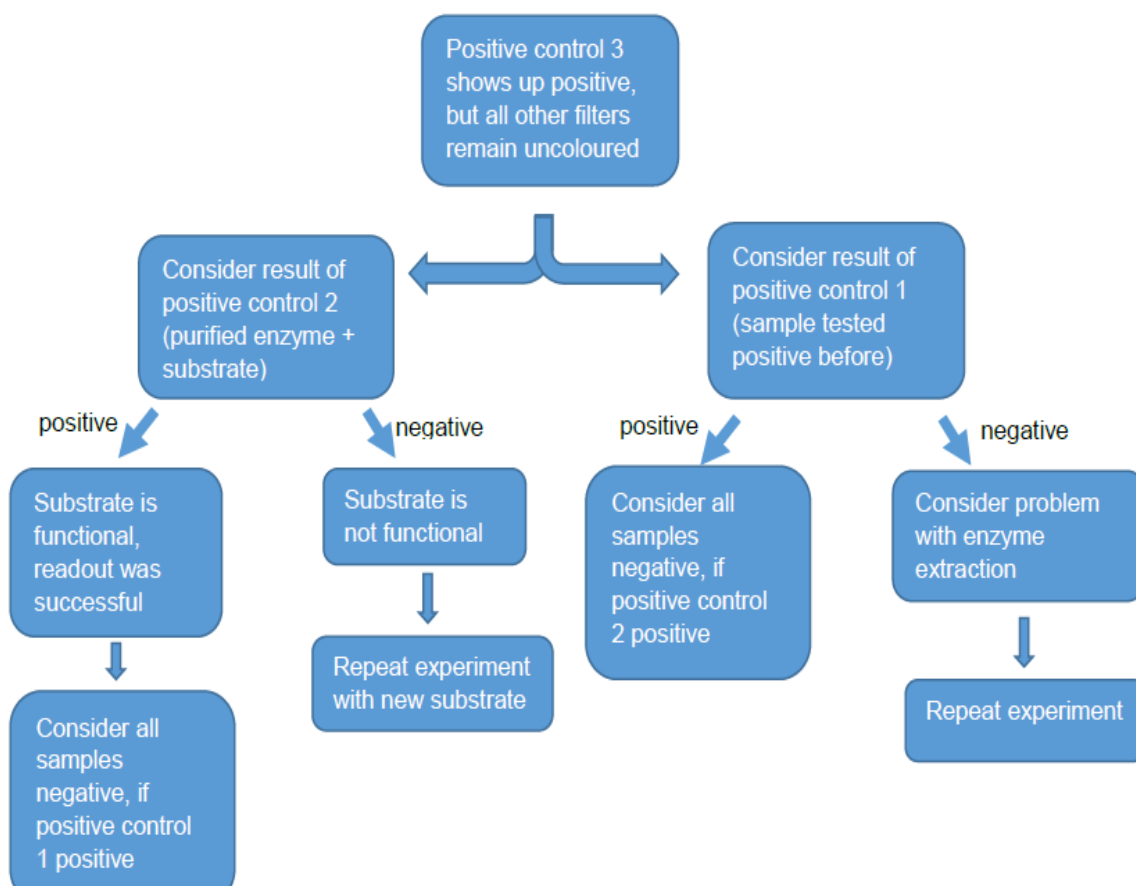 Positive control 3
shows up positive,
but all other filters
remain uncoloured
Consider result of
positive control 2
(purified enzyme +
substrate)
Consider result of
positive control 1
(sample tested
positive before)
positive
negative
positive
negative
Substrate is
functional,
readout was
successful
Substrate is
not functional
Consider all
samples
negative, if
positive control
2 positive
Consider problem
with enzyme
extraction
Consider all
samples
negative, if
positive control
1 positive
Repeat experiment
with new substrate
Repeat experiment